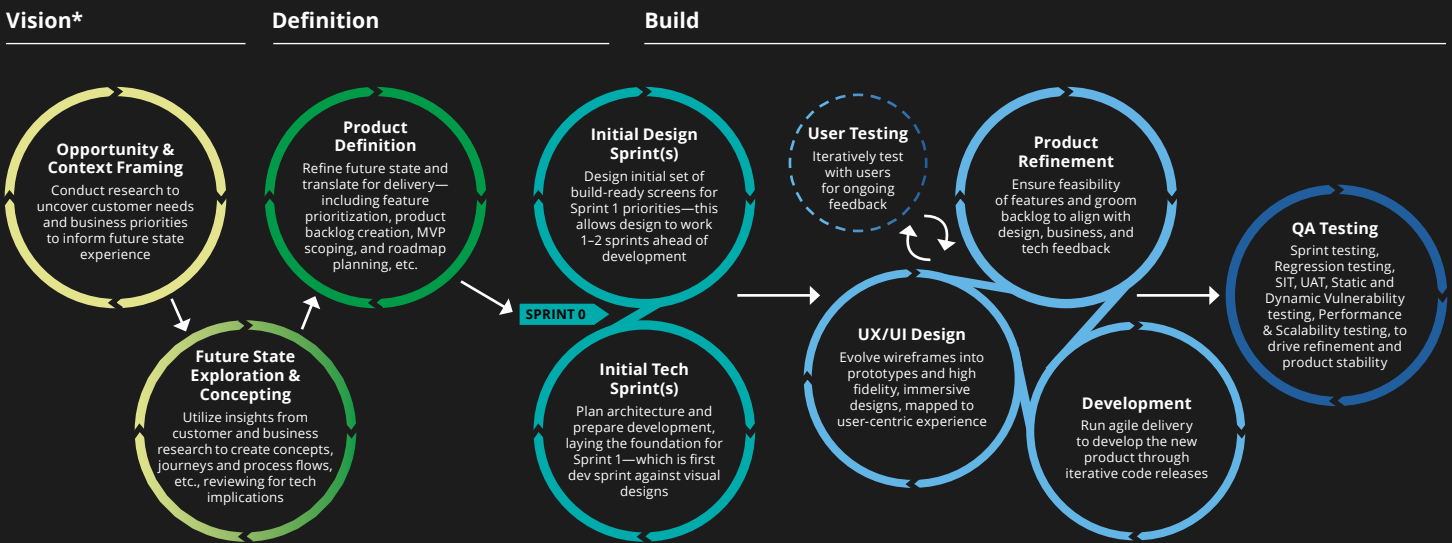 Vision*
Definition
Build
Opportunity &
Context Framing
Conduct research to
uncover customer needs
and business priorities
to inform future state
experience
Future State
Exploration &
Concepting
Utilize insights from
customer and business
research to create concepts,
journeys and process flows,
etc., reviewing for tech
implications
Product
Definition
Refine future state and
translate for delivery—
including feature
prioritization, product
backlog creation, MVP
scoping, and roadmap
planning, etc.
SPRINT 0
Initial Design
Sprint(s)
Design initial set of
build-ready screens for
Sprint 1 priorities—this
allows design to work
1–2 sprints ahead of
development
Initial Tech
Sprint(s)
Plan architecture and
prepare development,
laying the foundation for
Sprint 1—which is first
dev sprint against visual
designs
User Testing
Iteratively test
with users
for ongoing
feedback
UX/UI Design
Evolve wireframes into
prototypes and high
fidelity, immersive
designs, mapped to
user-centric experience
Product
Refinement
Ensure feasibility
of features and groom
backlog to align with
design, business, and
tech feedback
Development
Run agile delivery
to develop the new
product through
iterative code releases
QA Testing
Sprint testing,
Regression testing,
SIT, UAT, Static and
Dynamic Vulnerability
testing, Performance
& Scalability testing, to
drive refinement and
product stability